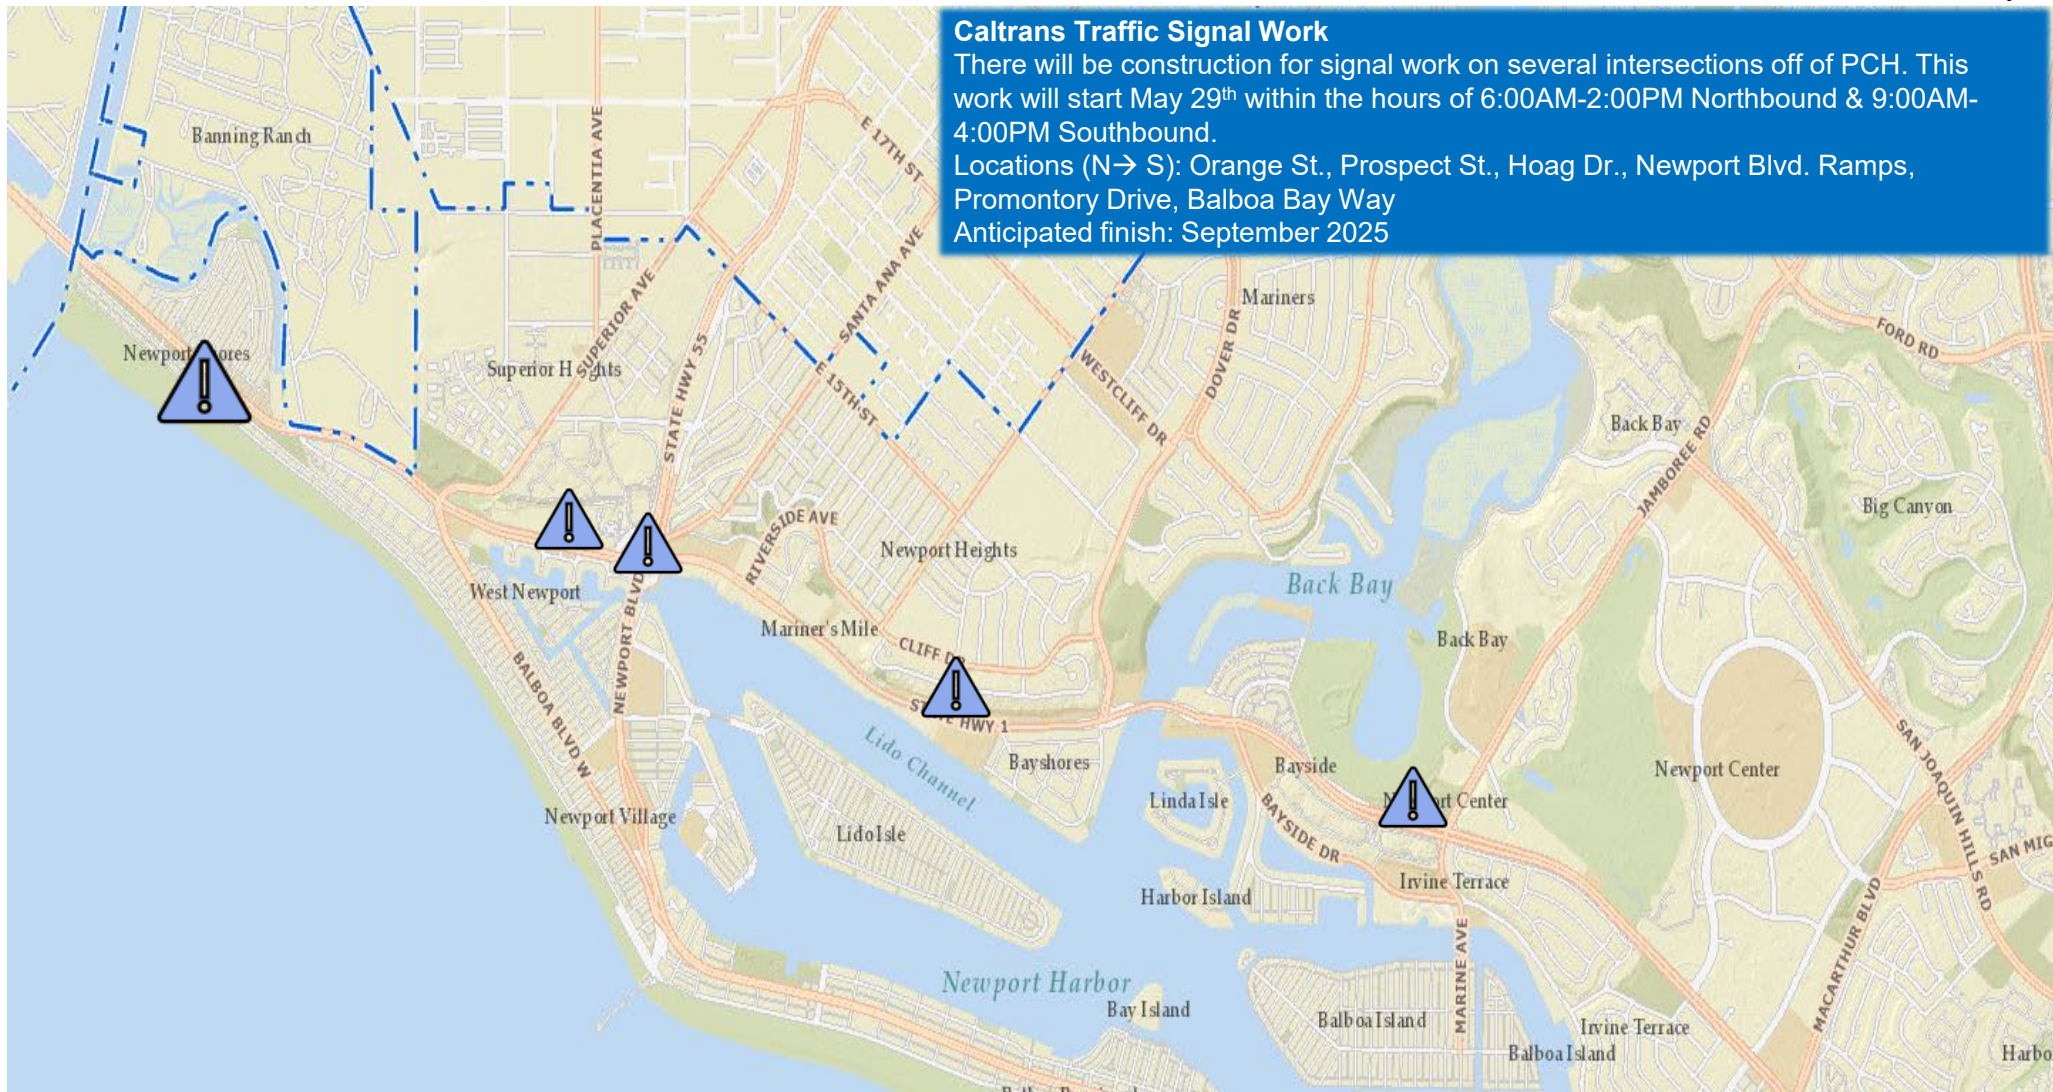 Caltrans Traffic Signal Work
There will be construction for signal work on several intersections off of PCH. This
work will start May 29th within the hours of 6:00AM-2:00PM Northbound & 9:00AM-
4:00PM Southbound.
Locations (N→ S): Orange St., Prospect St., Hoag Dr., Newport Blvd. Ramps,
Promontory Drive, Balboa Bay Way
Anticipated finish: September 2025
Banning Ranch
PLACENTIA AVE
E 17TH ST
SANTA ANA AVE
Mariners
FORD RD
SUPERIOR AVE
STATE HWY 55
DOVER DR
Newport
Superior
E 15TH ST
WESTCLIFF DR
Back Bay
JAMBOREE RD
Big Canyon
RIVERSIDE AVE
Newport Heights
West Newport
Back Bay
NEWPORT BLVD
Mariner's Mile
CLIFF
Back Bay
BALBOA BLVD W
HWY 1
Lido Channel
Bayshores
Bayside
Newport Center
SAN JOAQUIN HILLS RD
Linda Isle
Center
Newport Village
Lido Isle
BAYSIDE DR
SAN MIG
Irvine Terrace
Harbor Island
MARINE AVE
MACARTHUR BLVD
Newport Harbor
Bay Island
Balboa Island
Irvine Terrace
Balboa Island
Harbo